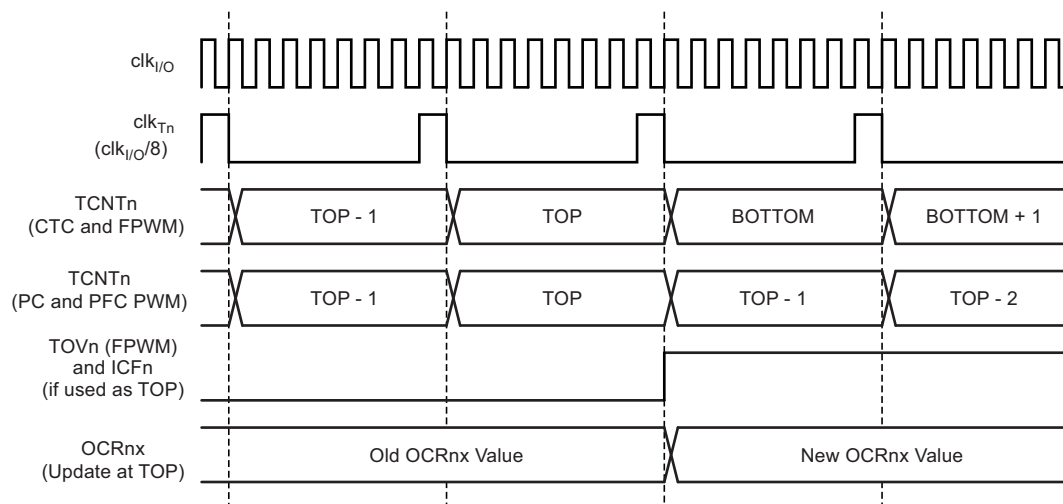 clkI/O
clkTn
(clkI/O/8)
TCNTn
(CTC and FPWM)
TOP - 1
TOP
BOTTOM
BOTTOM + 1
TCNTn
(PC and PFC PWM)
TOP - 1
TOP
TOP - 1
TOP - 2
TOVn (FPWM)
and ICFn
(if used as TOP)
OCRnx
(Update at TOP)
Old OCRnx Value
New OCRnx Value